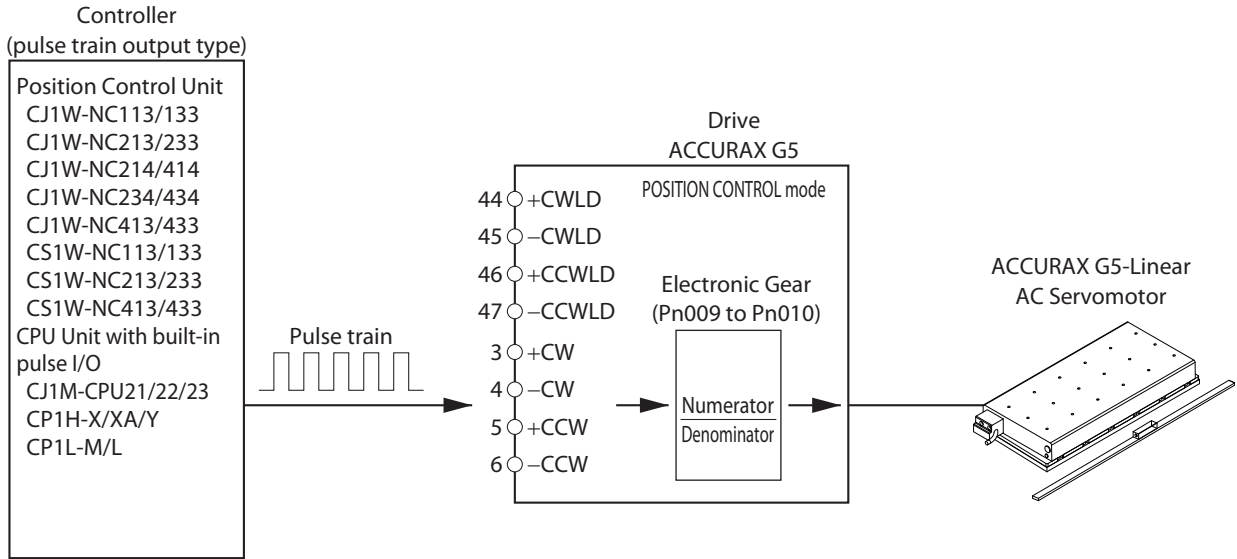 Controller
(pulse train output type)
Position Control Unit
CJ1W-NC113/133
CJ1W-NC213/233
CJ1W-NC214/414
CJ1W-NC234/434
CJ1W-NC413/433
CS1W-NC113/133
CS1W-NC213/233
CS1W-NC413/433
CPU Unit with built-in
pulse I/O
CJ1M-CPU21/22/23
CP1H-X/XA/Y
CP1L-M/L
Pulse train
Drive
ACCURAX G5
POSITION CONTROL mode
44 +CWLD
45 −CWLD
46 +CCWLD
47 −CCWLD
3 +CW
4 −CW
5 +CCW
6 −CCW
Electronic Gear
(Pn009 to Pn010)
Numerator
Denominator
ACCURAX G5-Linear
AC Servomotor